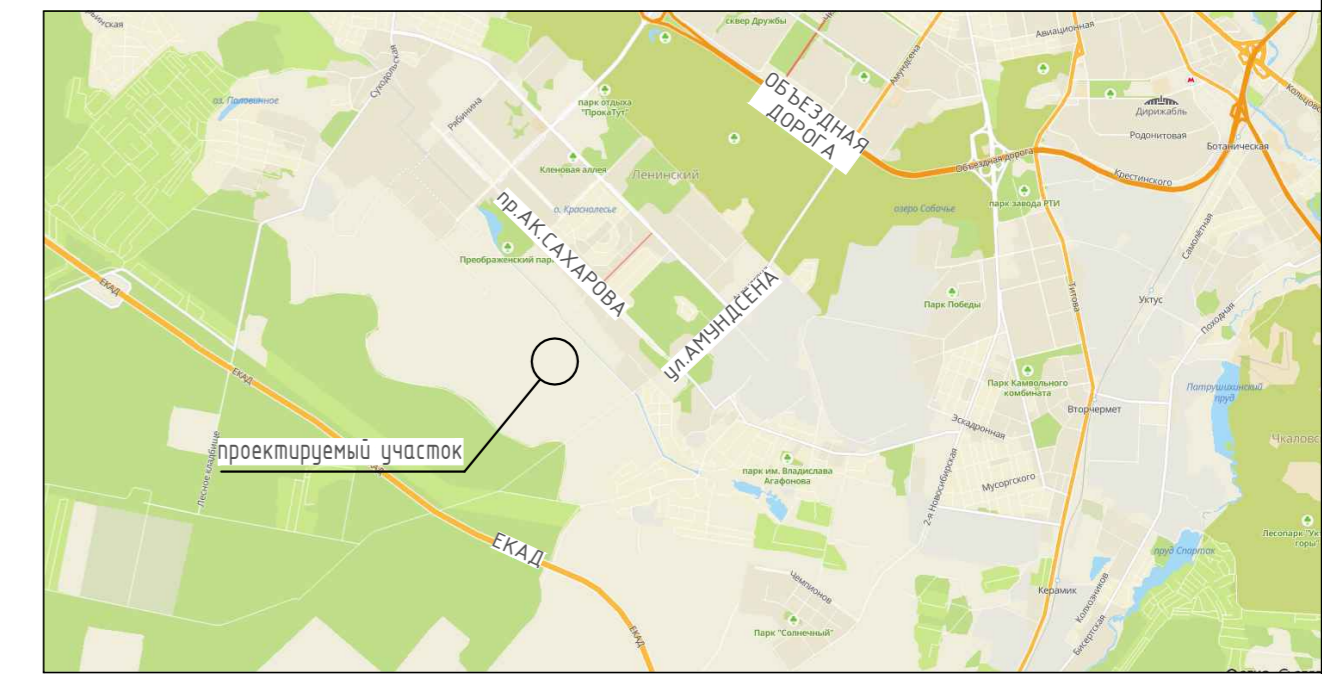 сквер Дружбы
Авиационная
Суходольская
Амундсена
оз. Половинное
Рябинина
парк отдыха
"ПрокаТут"
ОБЪЕЗДНАЯ
ДОРОГА
Дирижабль
Родонитовая
Ботаническая
Объездная дорога
Крестинского
Кленовая аллея
Ленинский
о. Краснолесье
пр.АК.САХАРОВА
озеро Собачье
парк завода РТИ
Самолётная
Преображенский пар
ЕКАД
ул.АМУНДСЕНА
Парк Победы
Титова
Уктус
Походная
ЕКАД
Парк Камвольного
комбината
Патрушихинский
пруд
Вторчермет
Эскадронная
Чкаловс
проектируемый участок
Лесное кладбище
парк им. Владислава
Агафонова
Мусоргского
2-я Новосибирская
Лесопарк "Ук
горы"
ЕКАД
пруд Спартак
Чемпионов
Керамик
Колхозников
Бисертская
ЕКАД
Парк "Солнечный"